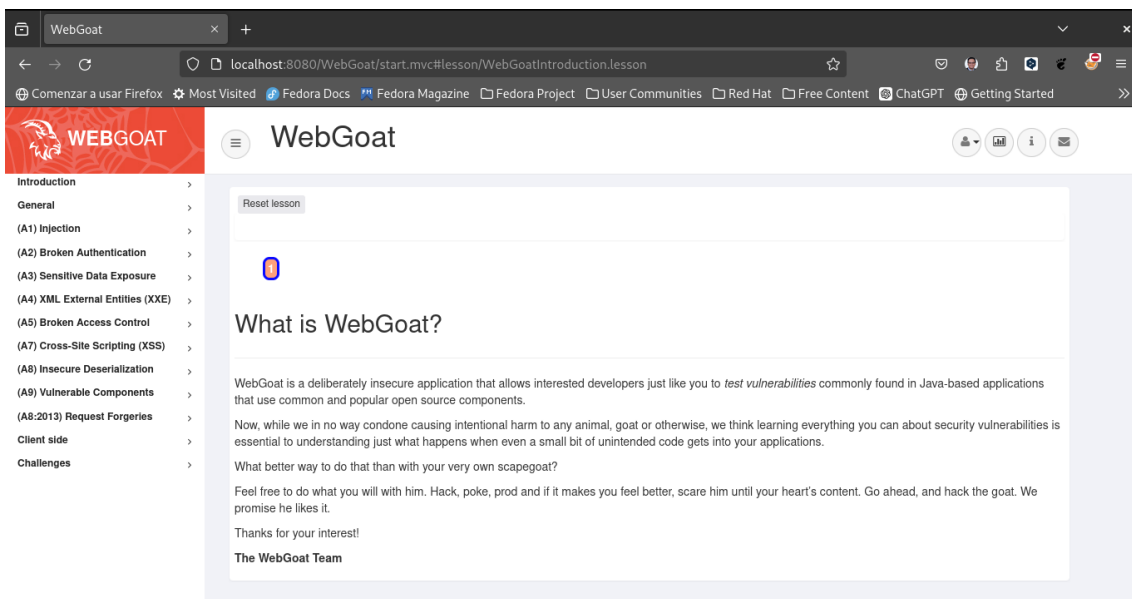 WebGoat
localhost:8080/WebGoat/start.mvc#lesson/WebGoatIntroduction.lesson
Comenzar a usar Firefox Most Visited Fedora Docs Fedora Magazine Fedora Project User Communities Red Hat Free Content ChatGPT Getting Started
WEBGOAT
WebGoat
Introduction
General
(A1) Injection
(A2) Broken Authentication
(A3) Sensitive Data Exposure
(A4) XML External Entities (XXE)
(A5) Broken Access Control
(A7) Cross-Site Scripting (XSS)
(A8) Insecure Deserialization
(A9) Vulnerable Components
(A8:2013) Request Forgeries
Client side
Challenges
Reset lesson
1
What is WebGoat?
WebGoat is a deliberately insecure application that allows interested developers just like you to test vulnerabilities commonly found in Java-based applications
that use common and popular open source components.
Now, while we in no way condone causing intentional harm to any animal, goat or otherwise, we think learning everything you can about security vulnerabilities is
essential to understanding just what happens when even a small bit of unintended code gets into your applications.
What better way to do that than with your very own scapegoat?
Feel free to do what you will with him. Hack, poke, prod and if it makes you feel better, scare him until your heart's content. Go ahead, and hack the goat. We
promise he likes it.
Thanks for your interest!
The WebGoat Team